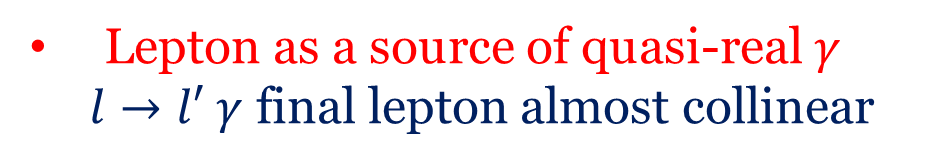 • Lepton as a source of quasi-real 𝛾
𝑙 → 𝑙′ 𝛾 final lepton almost collinear